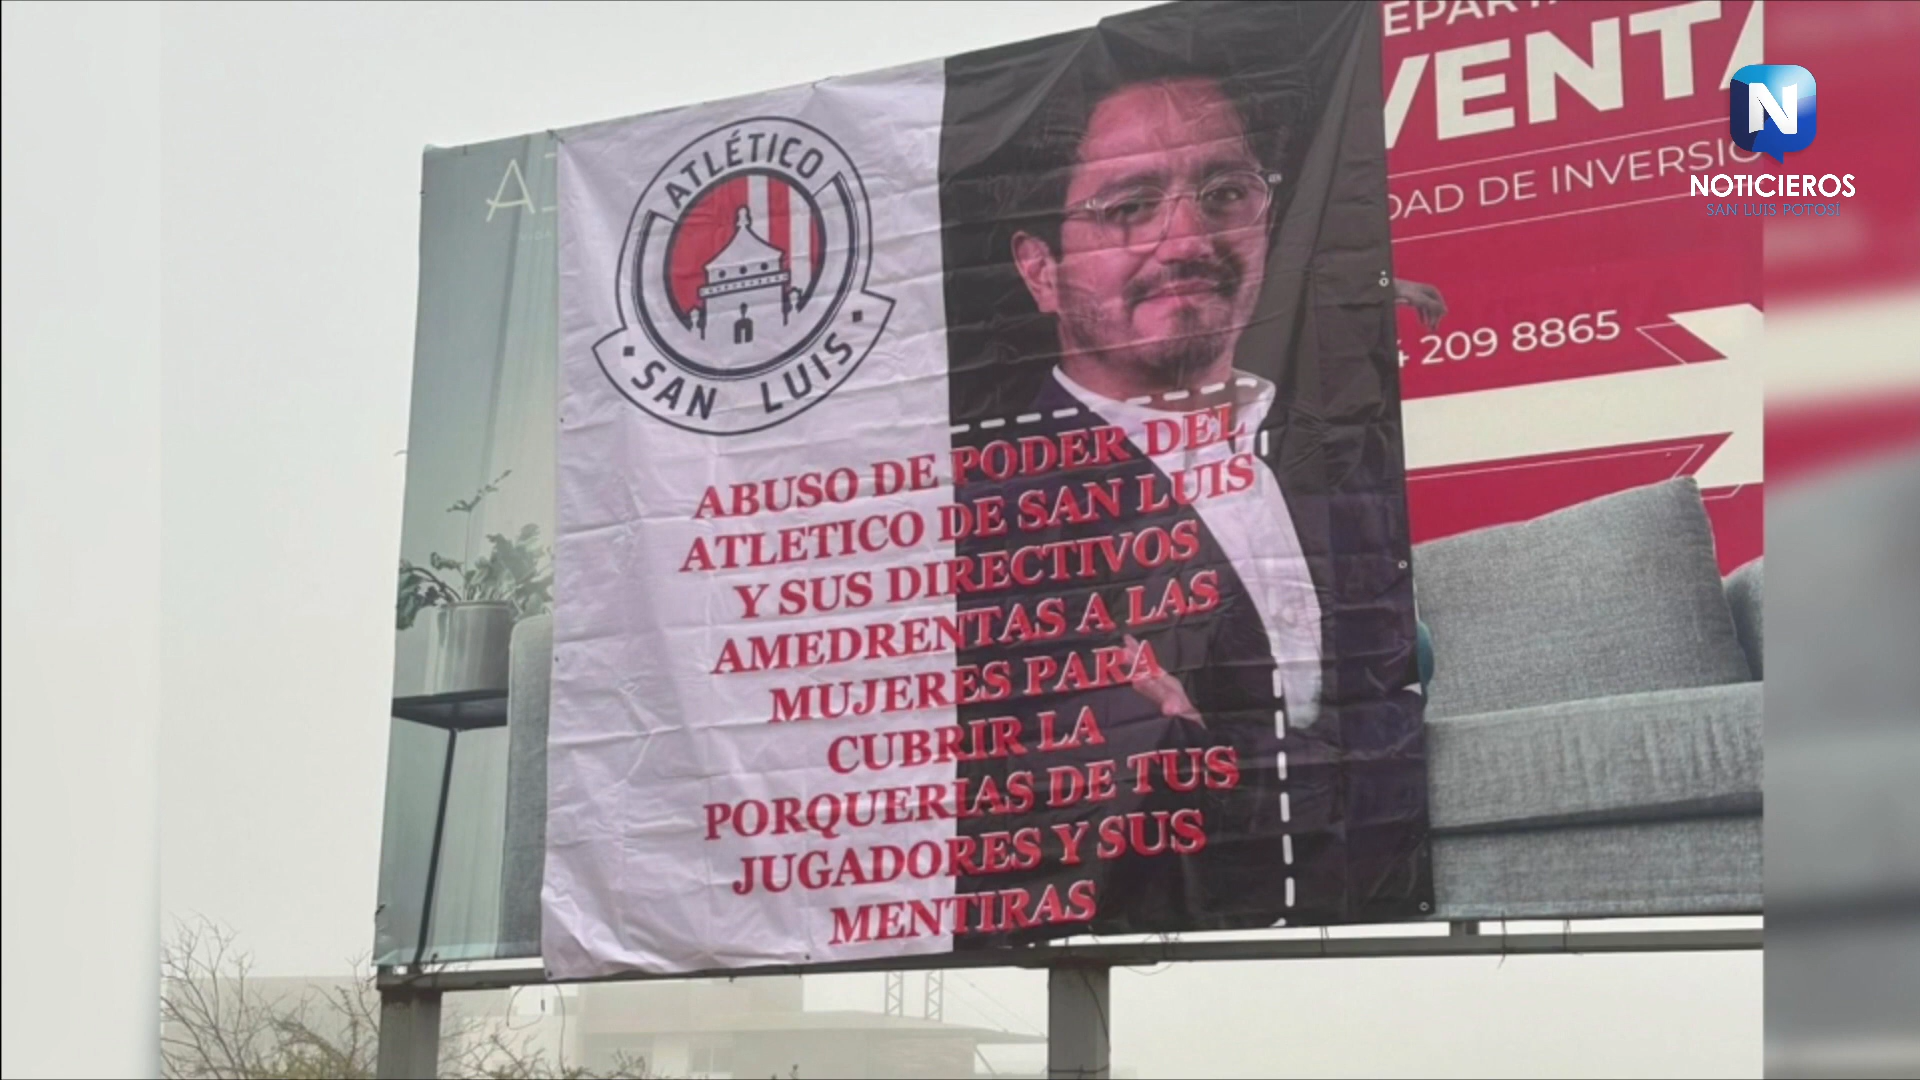 ATLÉTICO
SAN LUIS
ABUSO DE PODER DEL
ATLETICO DE SAN LUIS
Y SUS DIRECTIVOS
AMEDRENTAS A LAS
MUJERES PARA
CUBRIR LA
PORQUERIAS DE TUS
JUGADORES Y SUS
MENTIRAS
VENTA
DAD DE INVERSIO
209 8865
N
NOTICIEROS
SAN LUIS POTOSÍ